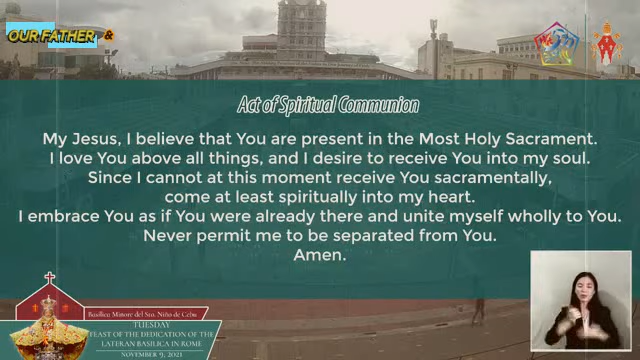 OUR FATHER &
Act of Spiritual Communion
My Jesus, I believe that You are present in the Most Holy Sacrament.
I love You above all things, and I desire to receive You into my soul.
Since I cannot at this moment receive You sacramentally,
come at least spiritually into my heart.
I embrace You as if You were already there and unite myself wholly to You.
Never permit me to be separated from You.
Amen.
Basilica Minore del Sto. Niño de Cebu
TUESDAY
FEAST OF THE DEDICATION OF THE
LATERAN BASILICA IN ROME
NOVEMBER 9, 2021